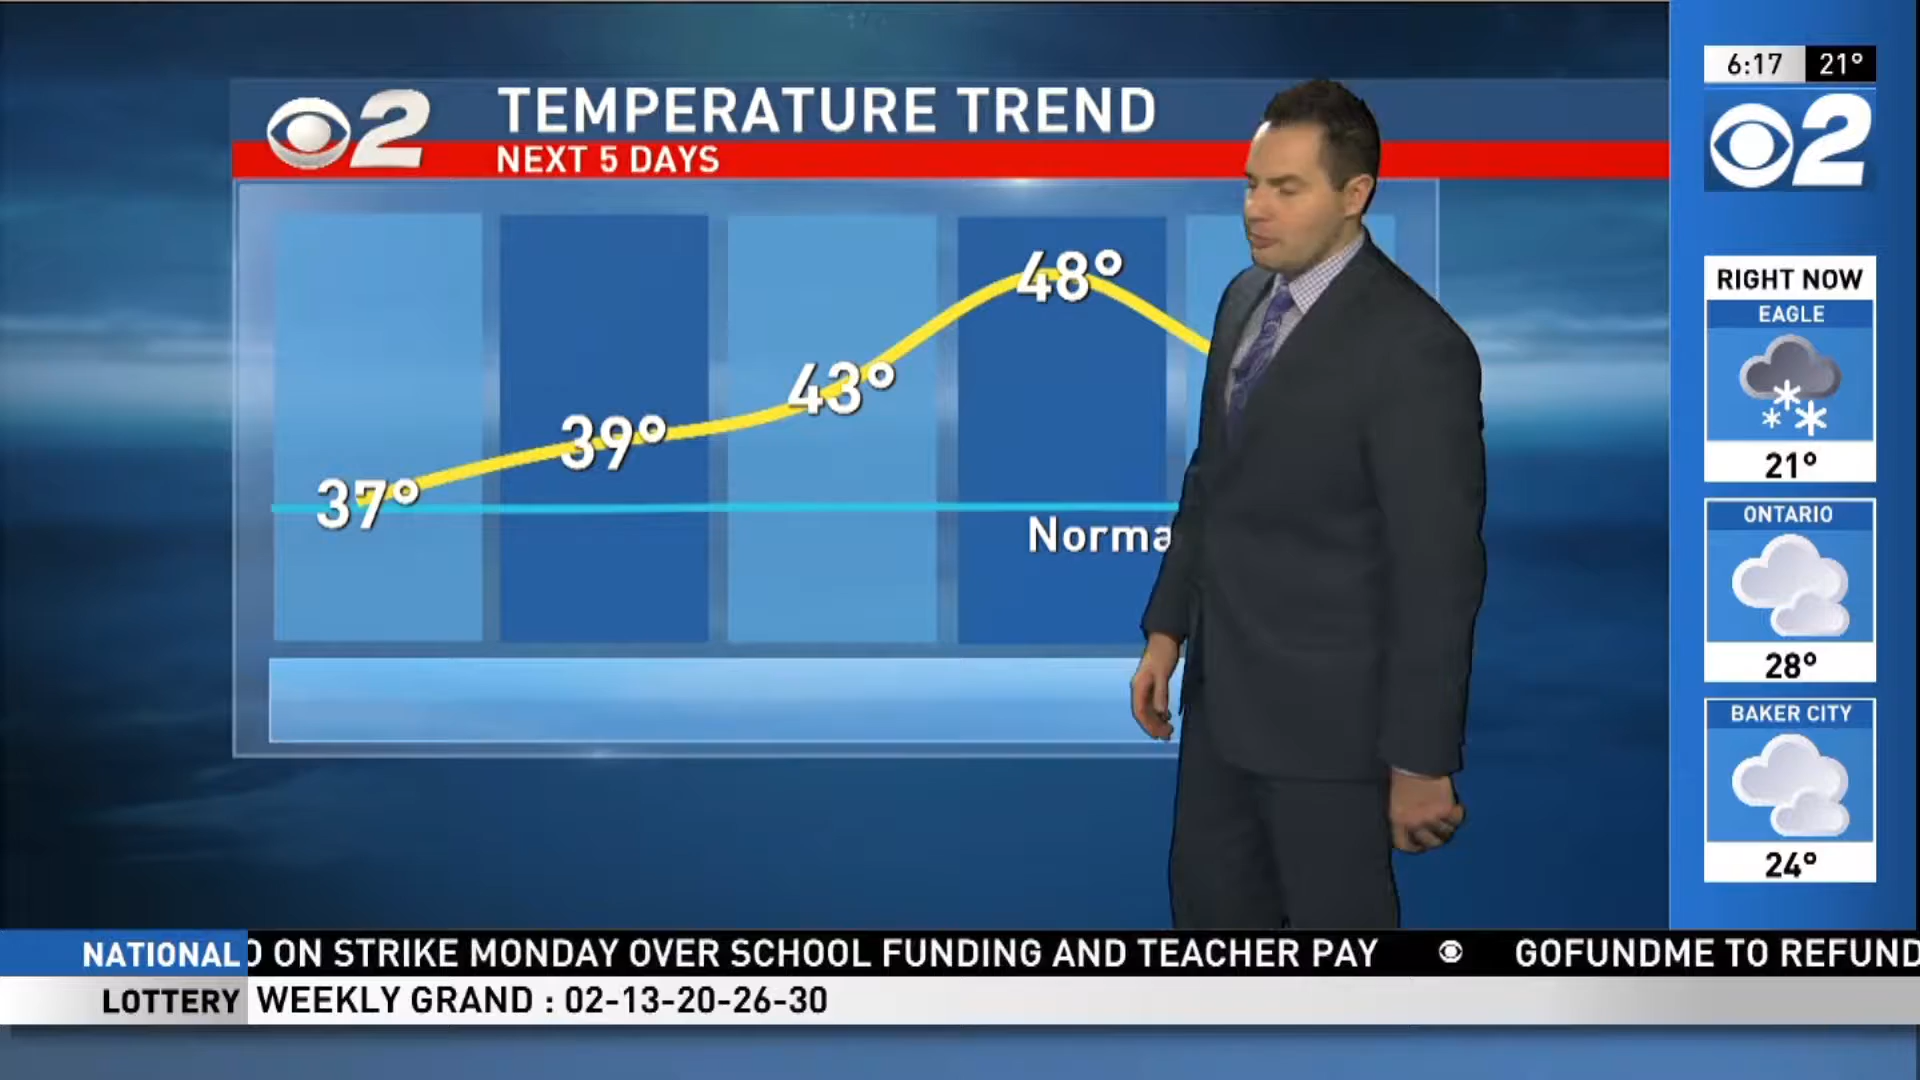 2
TEMPERATURE TREND
NEXT 5 DAYS
37°
39°
43°
48°
Norma
6:17 21°
2
RIGHT NOW
EAGLE
21°
ONTARIO
28°
BAKER CITY
24°
NATIONAL O ON STRIKE MONDAY OVER SCHOOL FUNDING AND TEACHER PAY GOFUNDME TO REFUND
LOTTERY WEEKLY GRAND : 02-13-20-26-30